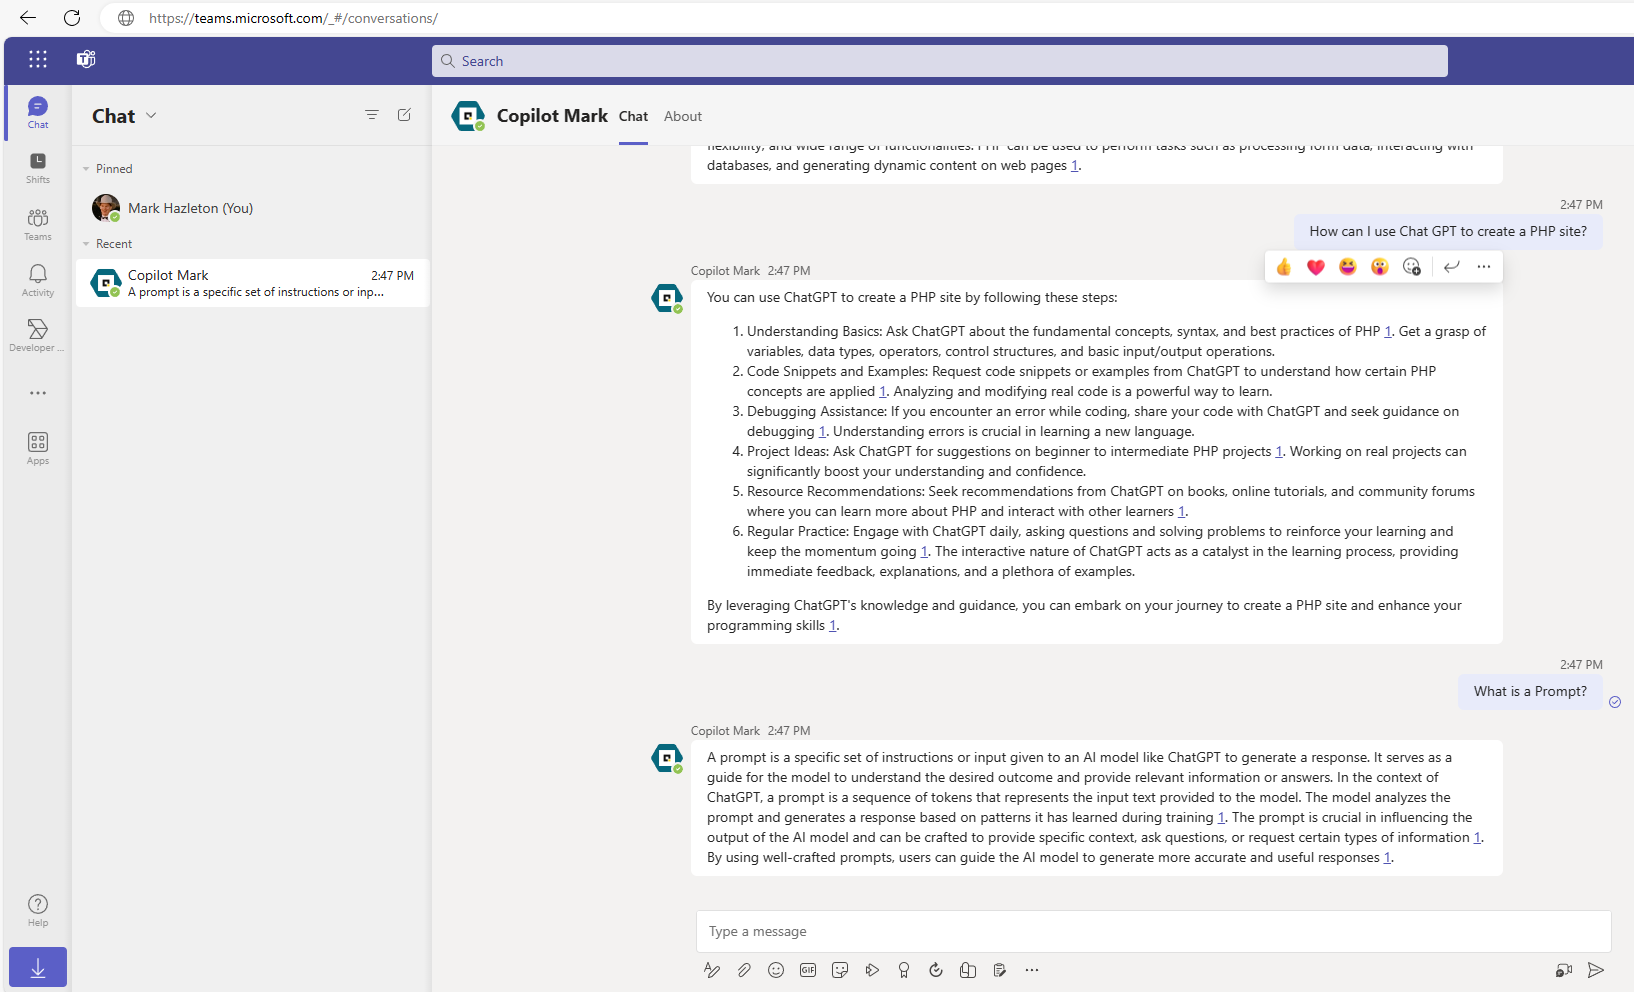 https://teams.microsoft.com/_#/conversations/
Search
Chat
Shifts
Teams
Activity
Developer ...
Apps
Help
Chat
Pinned
Mark Hazleton (You)
Recent
Copilot Mark 2:47 PM
A prompt is a specific set of instructions or inp...
Copilot Mark Chat About
flexibility, and wide range of functionalities. PHP can be used to perform tasks such as processing form data, interacting with
databases, and generating dynamic content on web pages 1.
2:47 PM
How can I use Chat GPT to create a PHP site?
Copilot Mark 2:47 PM
You can use ChatGPT to create a PHP site by following these steps:
1. Understanding Basics: Ask ChatGPT about the fundamental concepts, syntax, and best practices of PHP 1. Get a grasp of
variables, data types, operators, control structures, and basic input/output operations.
2. Code Snippets and Examples: Request code snippets or examples from ChatGPT to understand how certain PHP
concepts are applied 1. Analyzing and modifying real code is a powerful way to learn.
3. Debugging Assistance: If you encounter an error while coding, share your code with ChatGPT and seek guidance on
debugging 1. Understanding errors is crucial in learning a new language.
4. Project Ideas: Ask ChatGPT for suggestions on beginner to intermediate PHP projects 1. Working on real projects can
significantly boost your understanding and confidence.
5. Resource Recommendations: Seek recommendations from ChatGPT on books, online tutorials, and community forums
where you can learn more about PHP and interact with other learners 1.
6. Regular Practice: Engage with ChatGPT daily, asking questions and solving problems to reinforce your learning and
keep the momentum going 1. The interactive nature of ChatGPT acts as a catalyst in the learning process, providing
immediate feedback, explanations, and a plethora of examples.
By leveraging ChatGPT's knowledge and guidance, you can embark on your journey to create a PHP site and enhance your
programming skills 1.
2:47 PM
What is a Prompt?
Copilot Mark 2:47 PM
A prompt is a specific set of instructions or input given to an AI model like ChatGPT to generate a response. It serves as a
guide for the model to understand the desired outcome and provide relevant information or answers. In the context of
ChatGPT, a prompt is a sequence of tokens that represents the input text provided to the model. The model analyzes the
prompt and generates a response based on patterns it has learned during training 1. The prompt is crucial in influencing the
output of the AI model and can be crafted to provide specific context, ask questions, or request certain types of information 1.
By using well-crafted prompts, users can guide the AI model to generate more accurate and useful responses 1.
Type a message
GIF